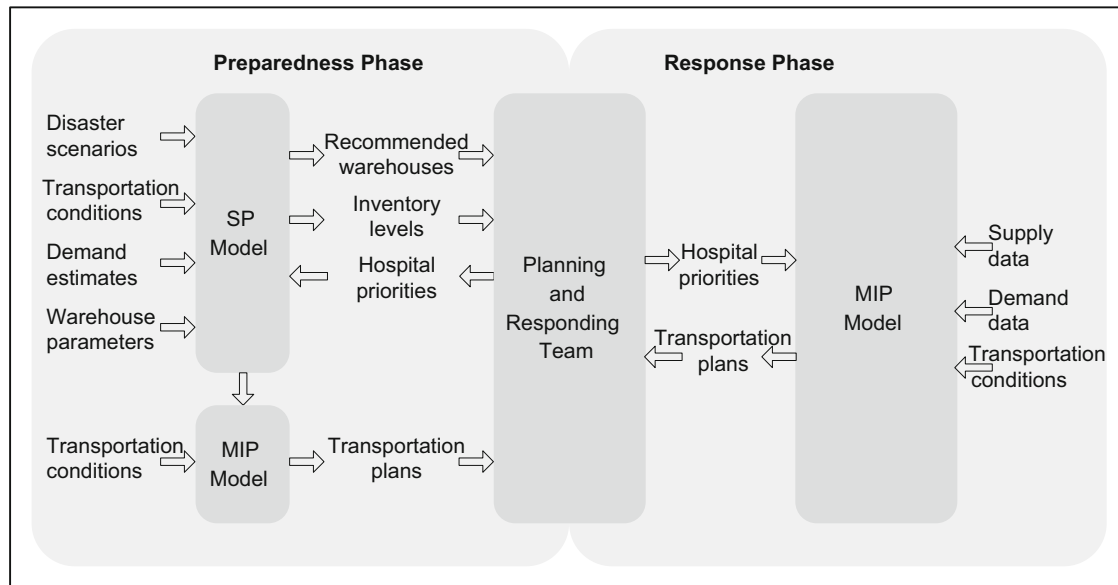 Preparedness Phase
Response Phase
Disaster
scenarios
Transportation
conditions
Demand
estimates
Warehouse
parameters
SP
Model
Recommended
warehouses
Inventory
levels
Hospital
priorities
Transportation
conditions
MIP
Model
Transportation
plans
Planning
and
Responding
Team
Hospital
priorities
Transportation
plans
MIP
Model
Supply
data
Demand
data
Transportation
conditions